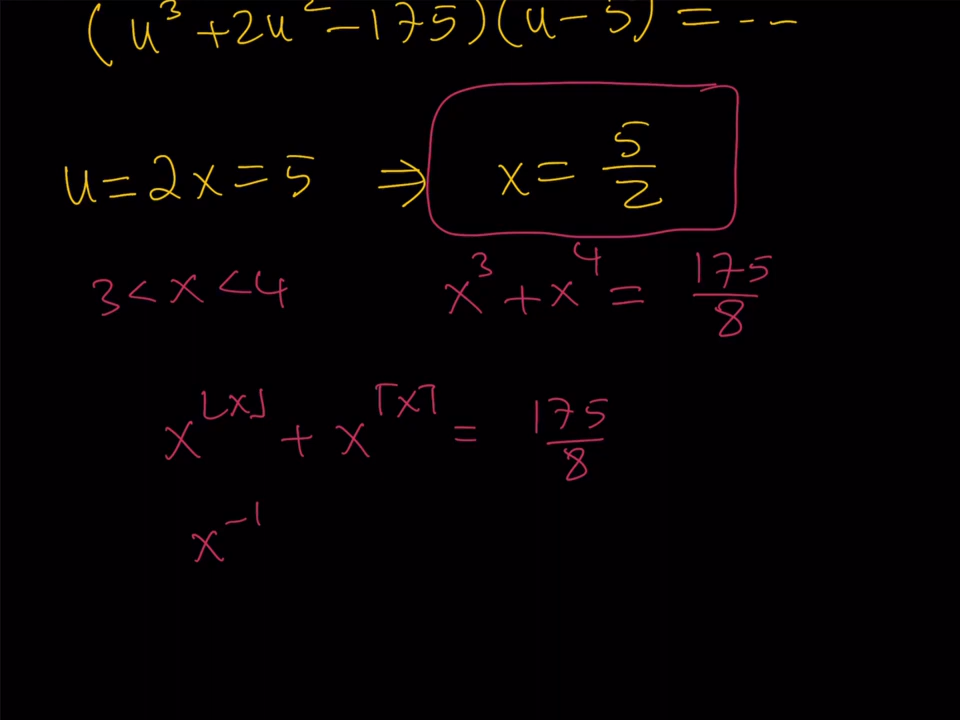 (u³ + 2u² - 175)(u - 5) = ---
u = 2x = 5 ⇒ x = 5/2
3 < x < 4 x³ + x⁴ = 175/8
x^⌊x⌋ + x^⌈x⌉ = 175/8
x⁻¹